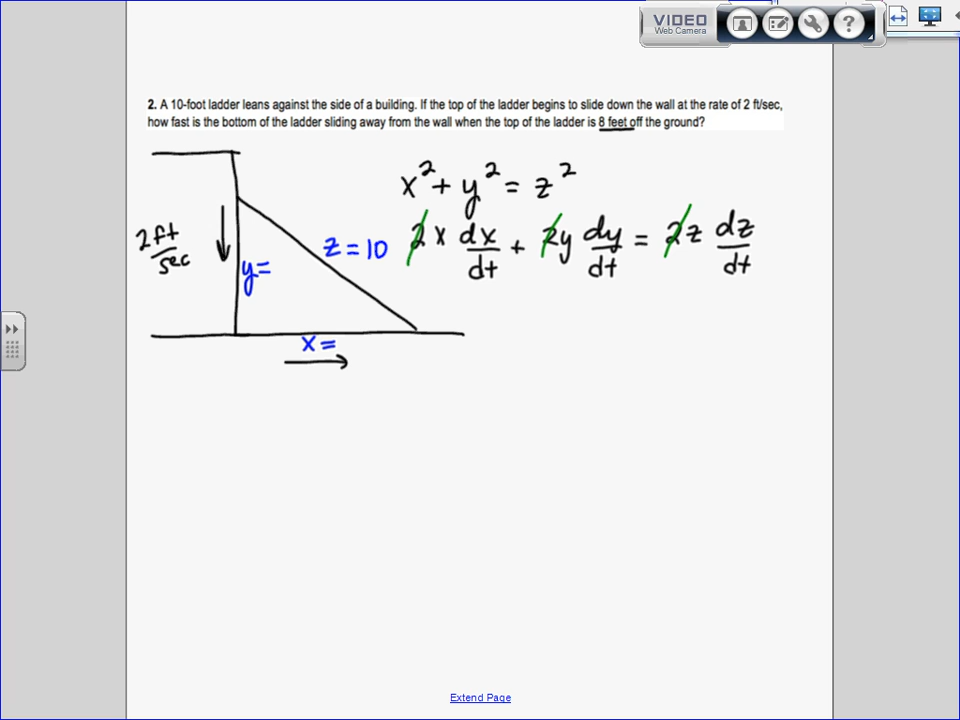 VIDEO
Web Camera
2. A 10-foot ladder leans against the side of a building. If the top of the ladder begins to slide down the wall at the rate of 2 ft/sec,
how fast is the bottom of the ladder sliding away from the wall when the top of the ladder is 8 feet off the ground?
x² + y² = z²
2x dx/dt + 2y dy/dt = 2z dz/dt
2 ft/sec
z = 10
y =
x =
Extend Page